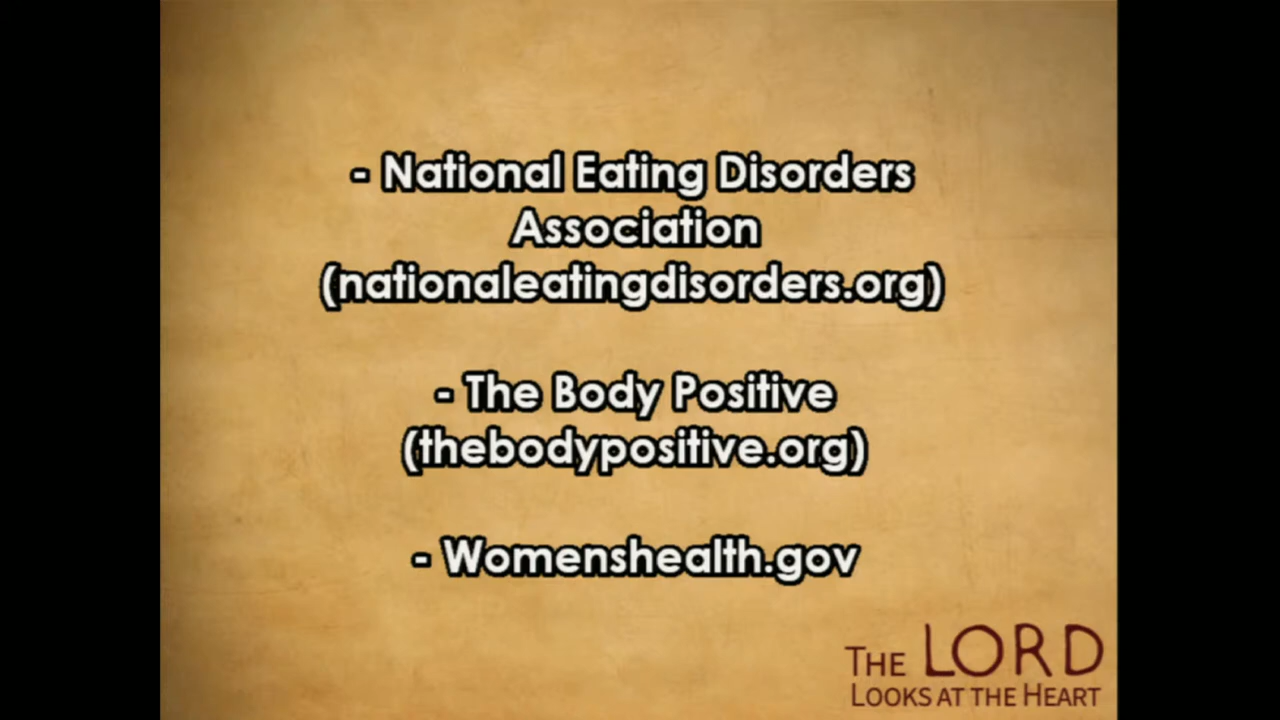 - National Eating Disorders
Association
(nationaleatingdisorders.org)
- The Body Positive
(thebodypositive.org)
- Womenshealth.gov
THE LORD
LOOKS AT THE HEART